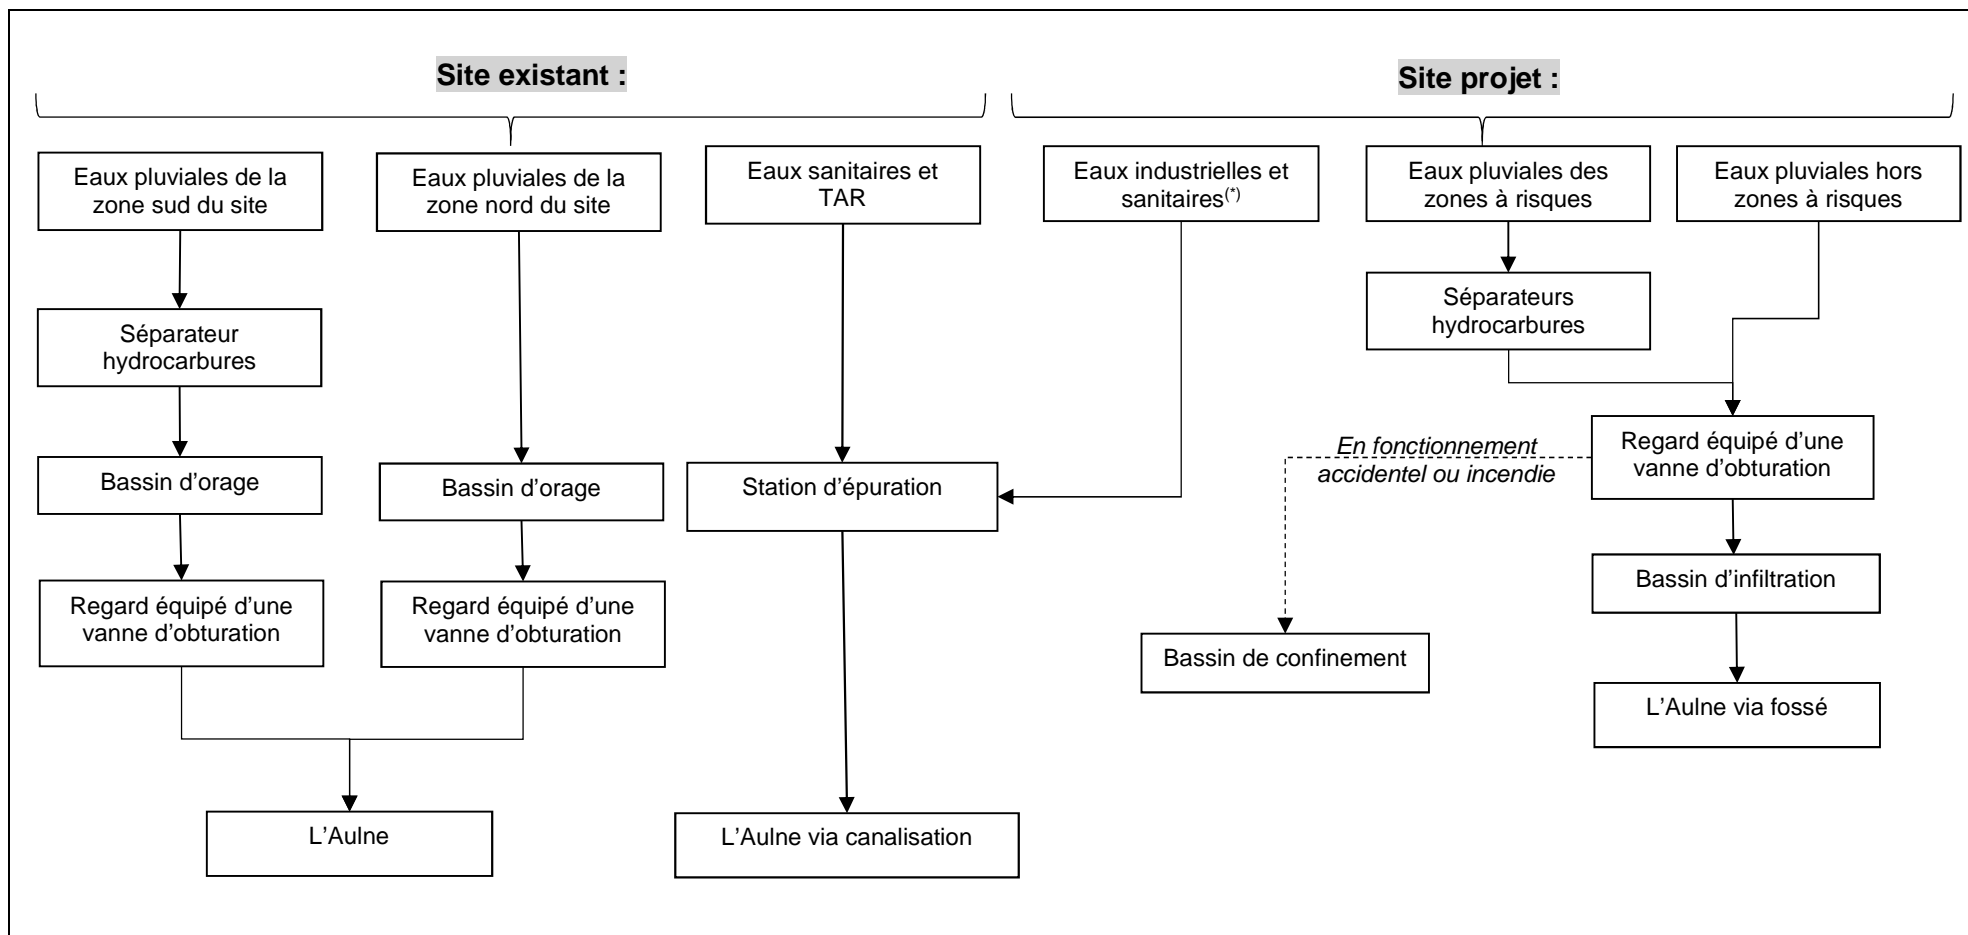 Site existant :
Site projet :
Eaux pluviales de la
zone sud du site
Eaux pluviales de la
zone nord du site
Eaux sanitaires et
TAR
Eaux industrielles et
sanitaires(*)
Eaux pluviales des
zones à risques
Eaux pluviales hors
zones à risques
Séparateur
hydrocarbures
Séparateurs
hydrocarbures
Bassin d’orage
Bassin d’orage
Station d’épuration
En fonctionnement
accidentel ou incendie
Regard équipé d’une
vanne d’obturation
Regard équipé d’une
vanne d’obturation
Regard équipé d’une
vanne d’obturation
Bassin d’infiltration
Bassin de confinement
L’Aulne via fossé
L’Aulne
L’Aulne via canalisation